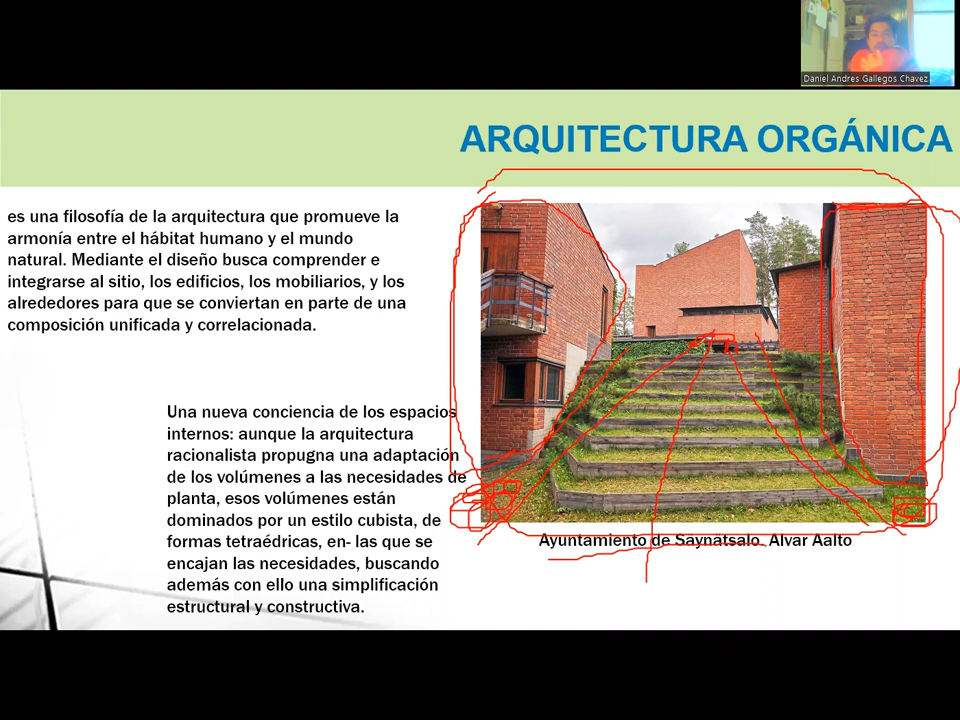 Daniel Andres Gallegos Chavez
ARQUITECTURA ORGÁNICA
es una filosofía de la arquitectura que promueve la
armonía entre el hábitat humano y el mundo
natural. Mediante el diseño busca comprender e
integrarse al sitio, los edificios, los mobiliarios, y los
alrededores para que se conviertan en parte de una
composición unificada y correlacionada.
Una nueva conciencia de los espacios
internos: aunque la arquitectura
racionalista propugna una adaptación
de los volúmenes a las necesidades de
planta, esos volúmenes están
dominados por un estilo cubista, de
formas tetraédricas, en- las que se
encajan las necesidades, buscando
además con ello una simplificación
estructural y constructiva.
Ayuntamiento de Saynatsalo. Alvar Aalto